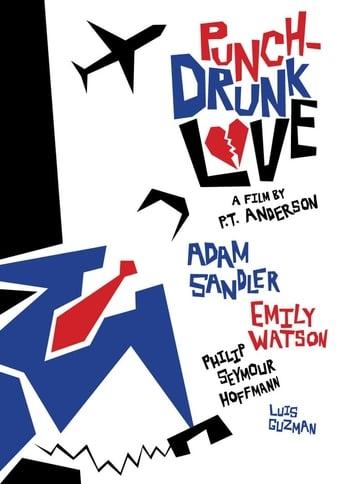 PUNCH-
DRUNK
LOVE
A FILM BY
P.T. ANDERSON
ADAM
SANDLER
EMILY
WATSON
PHILIP
SEYMOUR
HOFFMANN
LUIS
GUZMAN